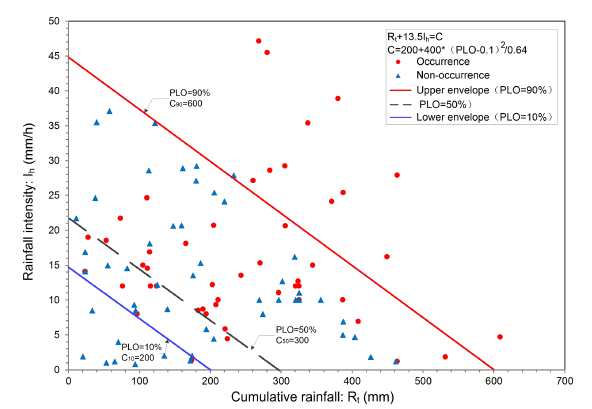 50
45
40
35
30
25
20
15
10
5
0
Rainfall intensity: Iₕ (mm/h)
Rₜ+13.5Iₕ=C
C=200+400*（PLO-0.1）²/0.64
Occurrence
Non-occurrence
Upper envelope（PLO=90%）
PLO=50%）
Lower envelope（PLO=10%）
PLO=90%
C₉₀=600
PLO=50%
C₅₀=300
PLO=10%
C₁₀=200
0 100 200 300 400 500 600 700
Cumulative rainfall: Rₜ (mm)